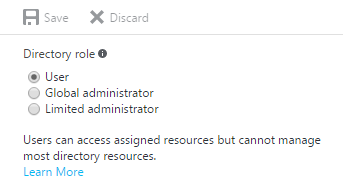 Save Discard
Directory role
User
Global administrator
Limited administrator
Users can access assigned resources but cannot manage
most directory resources.
Learn More